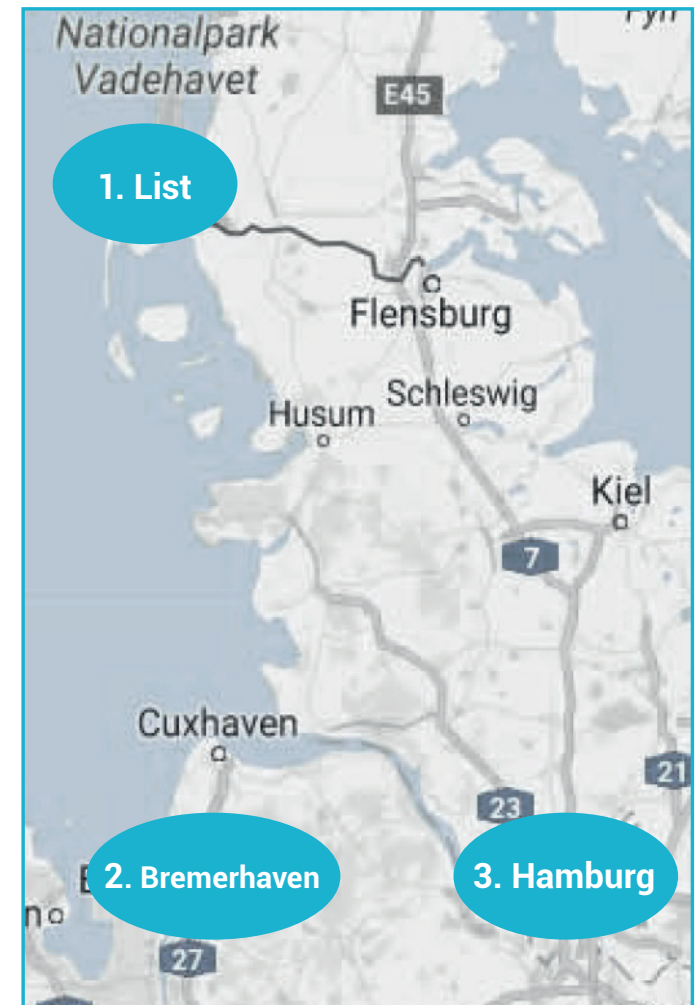 Nationalpark
Vadehavet
E45
1. List
Flensburg
Schleswig
Husum
Kiel
7
Cuxhaven
21
23
2. Bremerhaven
3. Hamburg
27